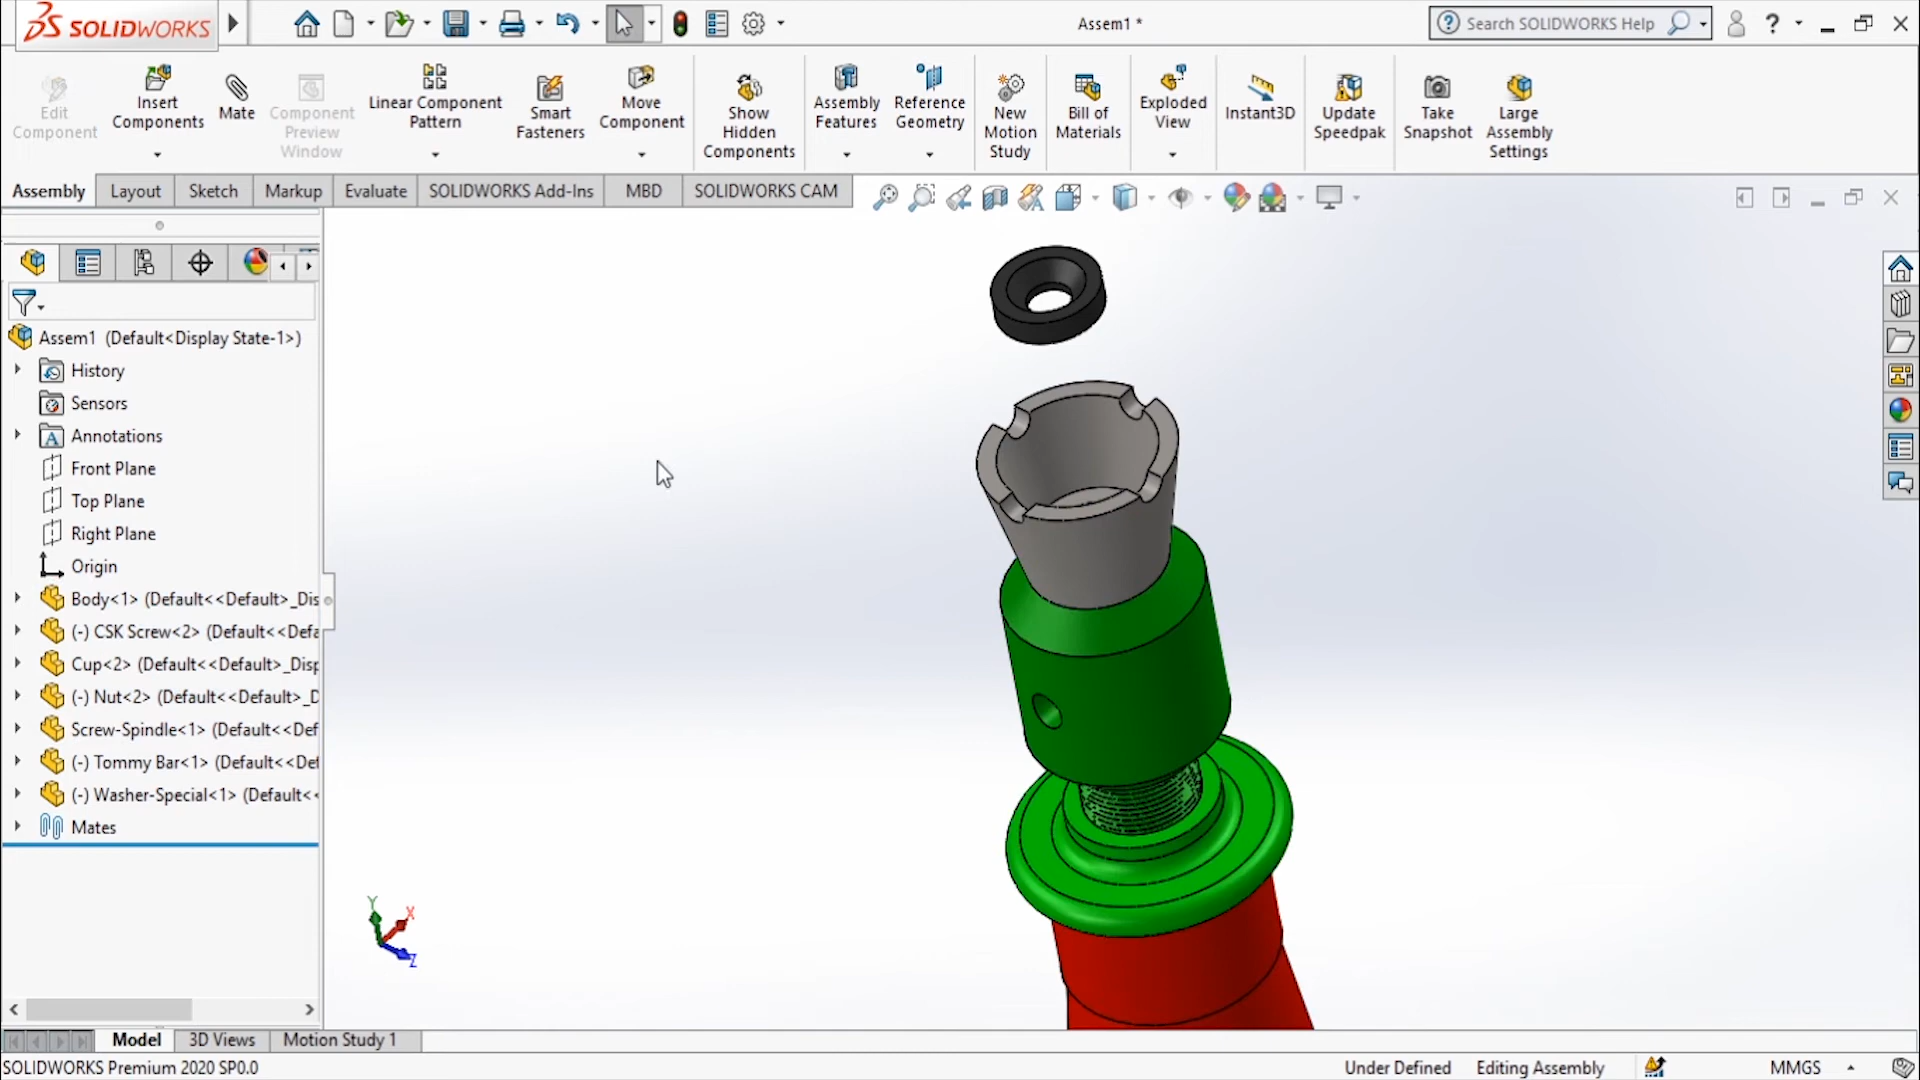 SOLIDWORKS
Assem1 *
Search SOLIDWORKS Help
?
Edit Component
Insert Components
Mate
Component Preview Window
Linear Component Pattern
Smart Fasteners
Move Component
Show Hidden Components
Assembly Features
Reference Geometry
New Motion Study
Bill of Materials
Exploded View
Instant3D
Update Speedpak
Take Snapshot
Large Assembly Settings
Assembly
Layout
Sketch
Markup
Evaluate
SOLIDWORKS Add-Ins
MBD
SOLIDWORKS CAM
Assem1 (Default<Display State-1>)
History
Sensors
Annotations
Front Plane
Top Plane
Right Plane
Origin
Body<1> (Default<<Default>_Dis
(-) CSK Screw<2> (Default<<Defa
Cup<2> (Default<<Default>_Disp
(-) Nut<2> (Default<<Default>_D
Screw-Spindle<1> (Default<<Def
(-) Tommy Bar<1> (Default<<Def
(-) Washer-Special<1> (Default<<
Mates
Y
X
Z
Model
3D Views
Motion Study 1
SOLIDWORKS Premium 2020 SP0.0
Under Defined
Editing Assembly
MMGS